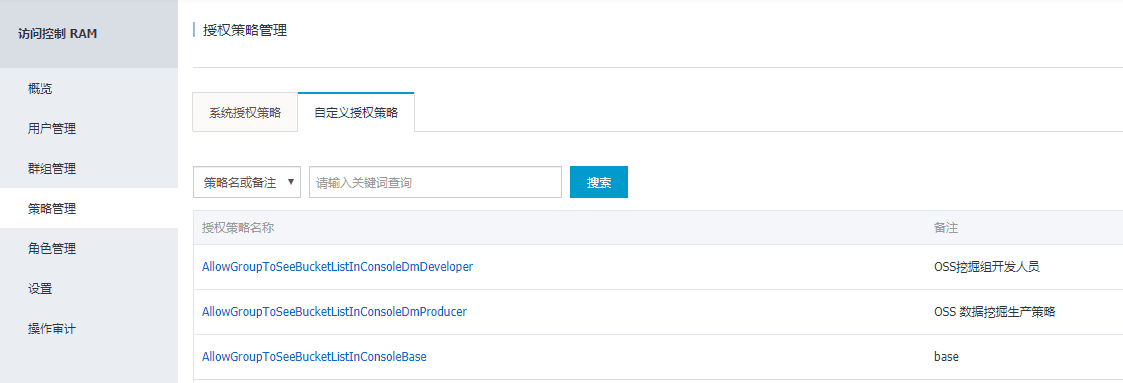 访问控制 RAM
概览
用户管理
群组管理
策略管理
角色管理
设置
操作审计
授权策略管理
系统授权策略 自定义授权策略
策略名或备注 请输入关键词查询 搜索
授权策略名称 备注
AllowGroupToSeeBucketListInConsoleDmDeveloper OSS挖掘组开发人员
AllowGroupToSeeBucketListInConsoleDmProducer OSS 数据挖掘生产策略
AllowGroupToSeeBucketListInConsoleBase base